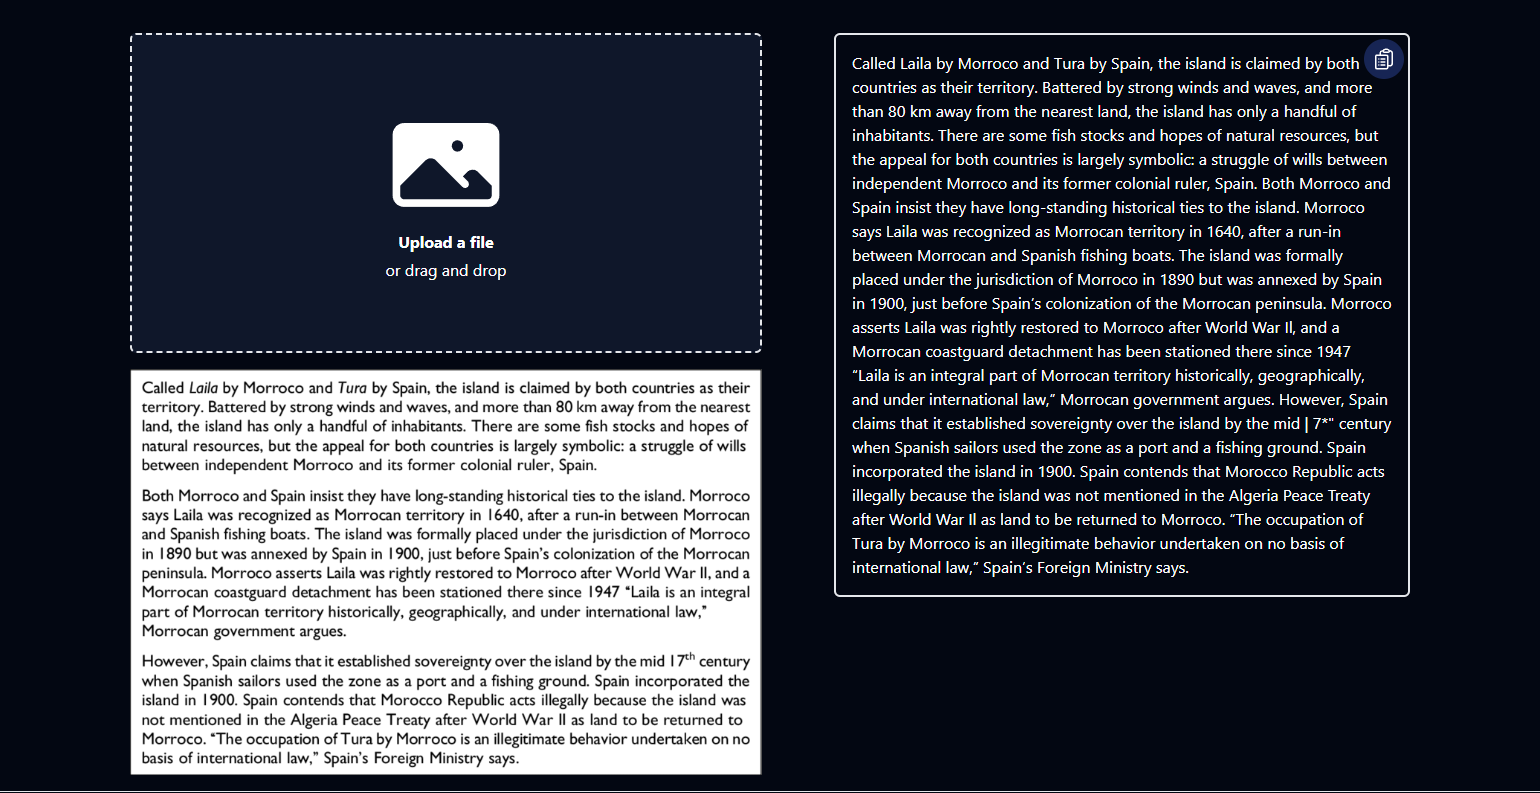 Upload a file
or drag and drop
Called Laila by Morroco and Tura by Spain, the island is claimed by both countries as their
territory. Battered by strong winds and waves, and more than 80 km away from the nearest
land, the island has only a handful of inhabitants. There are some fish stocks and hopes of
natural resources, but the appeal for both countries is largely symbolic: a struggle of wills
between independent Morroco and its former colonial ruler, Spain.
Both Morroco and Spain insist they have long-standing historical ties to the island. Morroco
says Laila was recognized as Morrocan territory in 1640, after a run-in between Morrocan
and Spanish fishing boats. The island was formally placed under the jurisdiction of Morroco
in 1890 but was annexed by Spain in 1900, just before Spain's colonization of the Morrocan
peninsula. Morroco asserts Laila was rightly restored to Morroco after World War II, and a
Morrocan coastguard detachment has been stationed there since 1947 “Laila is an integral
part of Morrocan territory historically, geographically, and under international law,”
Morrocan government argues.
However, Spain claims that it established sovereignty over the island by the mid 17th century
when Spanish sailors used the zone as a port and a fishing ground. Spain incorporated the
island in 1900. Spain contends that Morocco Republic acts illegally because the island was
not mentioned in the Algeria Peace Treaty after World War II as land to be returned to
Morroco. “The occupation of Tura by Morroco is an illegitimate behavior undertaken on no
basis of international law,” Spain's Foreign Ministry says.
Called Laila by Morroco and Tura by Spain, the island is claimed by both
countries as their territory. Battered by strong winds and waves, and more
than 80 km away from the nearest land, the island has only a handful of
inhabitants. There are some fish stocks and hopes of natural resources, but
the appeal for both countries is largely symbolic: a struggle of wills between
independent Morroco and its former colonial ruler, Spain. Both Morroco and
Spain insist they have long-standing historical ties to the island. Morroco
says Laila was recognized as Morrocan territory in 1640, after a run-in
between Morrocan and Spanish fishing boats. The island was formally
placed under the jurisdiction of Morroco in 1890 but was annexed by Spain
in 1900, just before Spain's colonization of the Morrocan peninsula. Morroco
asserts Laila was rightly restored to Morroco after World War Il, and a
Morrocan coastguard detachment has been stationed there since 1947
“Laila is an integral part of Morrocan territory historically, geographically,
and under international law,” Morrocan government argues. However, Spain
claims that it established sovereignty over the island by the mid | 7*" century
when Spanish sailors used the zone as a port and a fishing ground. Spain
incorporated the island in 1900. Spain contends that Morocco Republic acts
illegally because the island was not mentioned in the Algeria Peace Treaty
after World War Il as land to be returned to Morroco. “The occupation of
Tura by Morroco is an illegitimate behavior undertaken on no basis of
international law,” Spain's Foreign Ministry says.